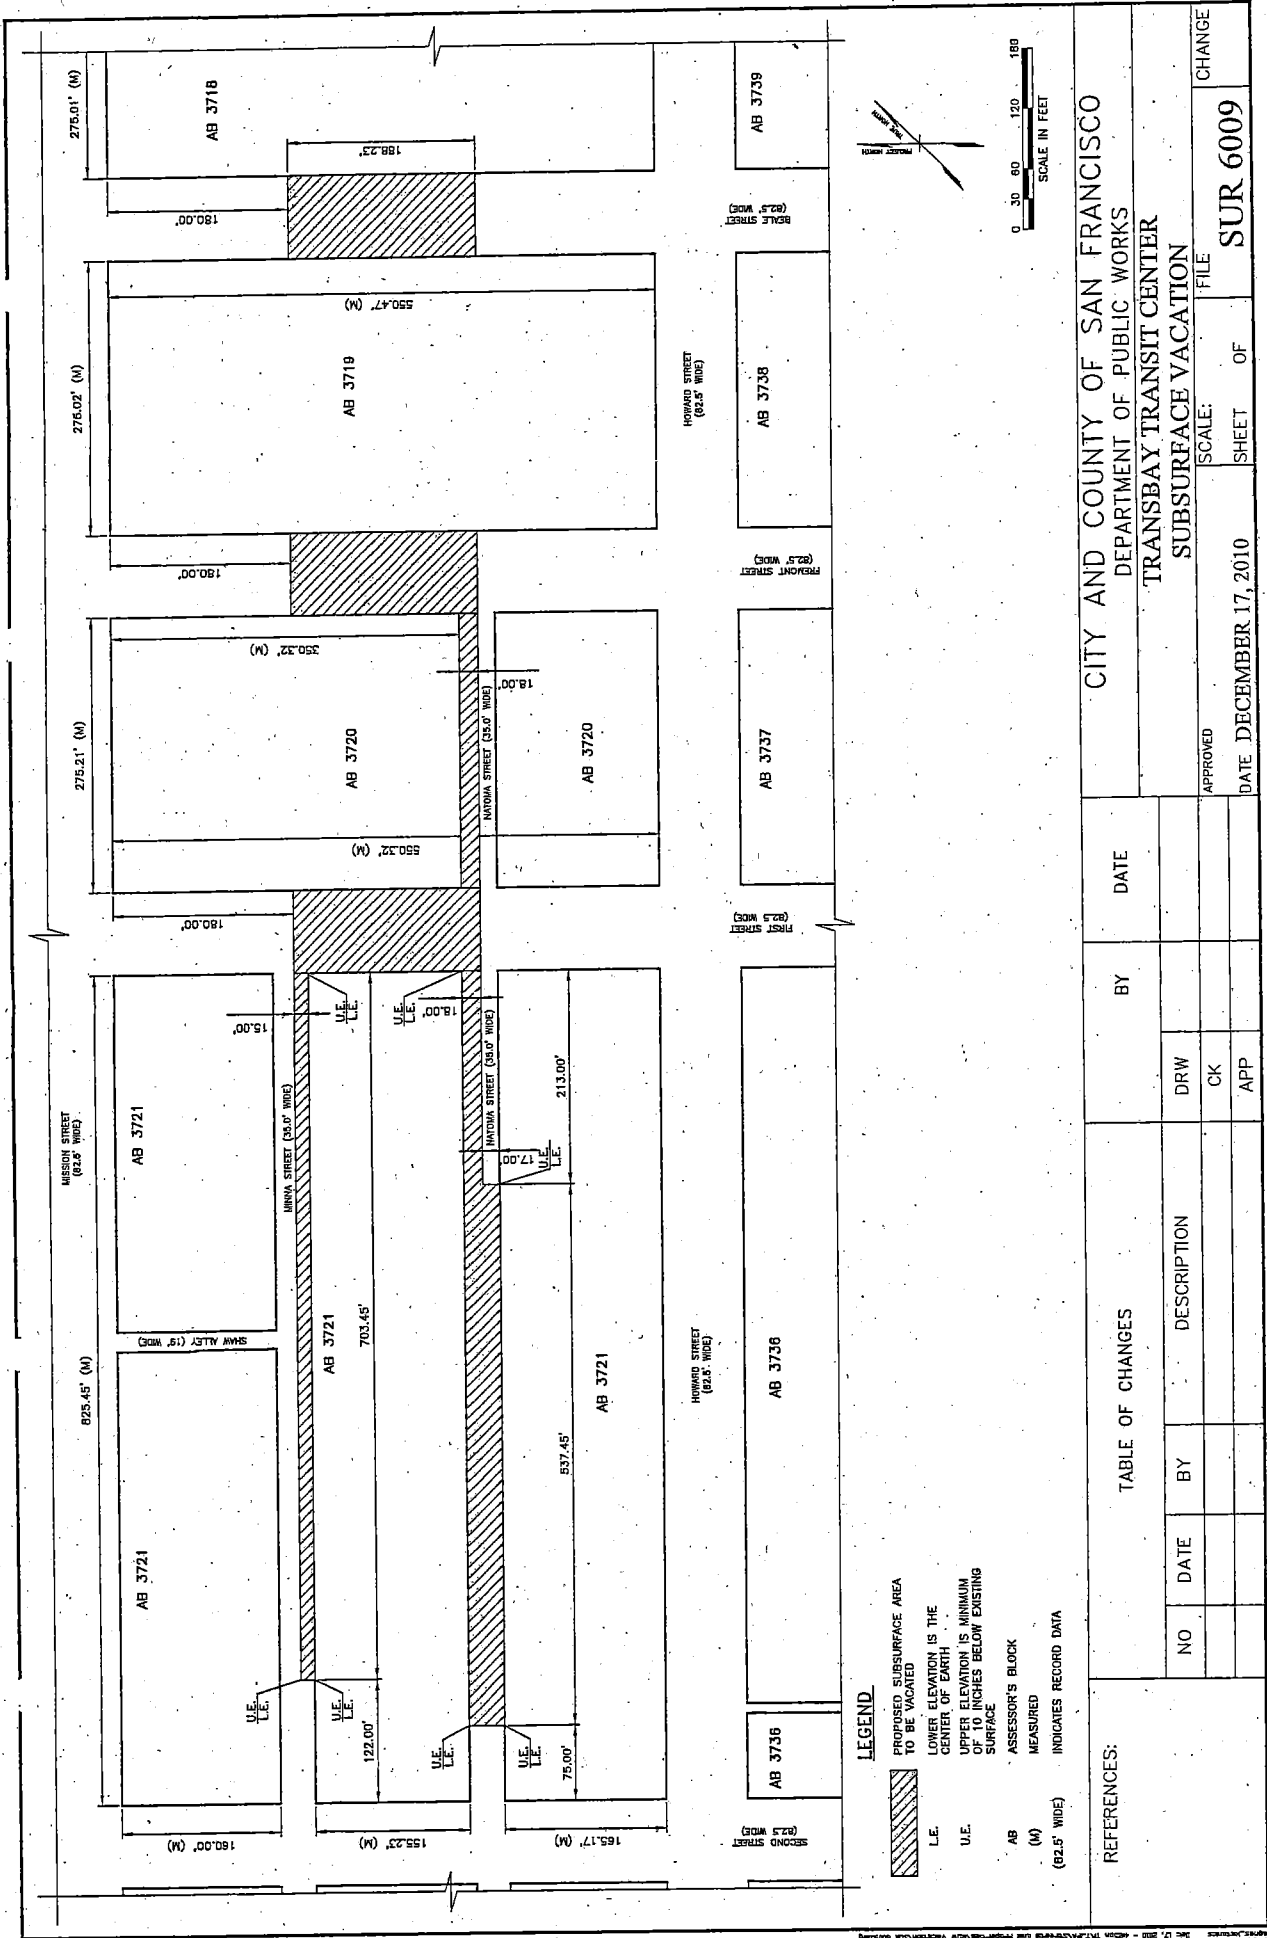 MISSION STREET
(82.5' WIDE)
825.45' (M)
275.21' (M)
275.02' (M)
275.01' (M)
AB 3721
AB 3721
SHAW ALLEY (19' WIDE)
160.00' (M)
180.00'
180.00'
180.00'
AB 3720
350.32' (M)
550.32' (M)
AB 3719
550.47' (M)
AB 3718
188.23'
MINNA STREET (35.0' WIDE)
15.00'
U.E.
L.E.
U.E.
L.E.
U.E.
L.E.
U.E.
L.E.
AB 3721
703.45'
122.00'
155.23' (M)
18.00'
18.00'
NATOMA STREET (35.0' WIDE)
NATOMA STREET (35.0' WIDE)
17.00'
U.E.
L.E.
U.E.
L.E.
U.E.
L.E.
75.00'
537.45'
213.00'
165.17' (M)
AB 3721
AB 3720
HOWARD STREET
(82.5' WIDE)
HOWARD STREET
(82.5' WIDE)
SECOND STREET
(82.5 WIDE)
FIRST STREET
(82.5 WIDE)
FREMONT STREET
(82.5' WIDE)
BEALE STREET
(82.5' WIDE)
AB 3736
AB 3736
AB 3737
AB 3738
AB 3739
LEGEND
PROPOSED SUBSURFACE AREA
TO BE VACATED
L.E. LOWER ELEVATION IS THE
CENTER OF EARTH
U.E. UPPER ELEVATION IS MINIMUM
OF 10 INCHES BELOW EXISTING
SURFACE
AB ASSESSOR'S BLOCK
(M) MEASURED
(82.5' WIDE) INDICATES RECORD DATA
PROJECT NORTH
TRUE NORTH
0 30 60 120 180
SCALE IN FEET
REFERENCES:
TABLE OF CHANGES
NO DATE BY DESCRIPTION
BY DATE
DRW
CK
APP
CITY AND COUNTY OF SAN FRANCISCO
DEPARTMENT OF PUBLIC WORKS
TRANSBAY TRANSIT CENTER
SUBSURFACE VACATION
APPROVED
DATE DECEMBER 17, 2010
SCALE:
SHEET OF
FILE
SUR 6009
CHANGE